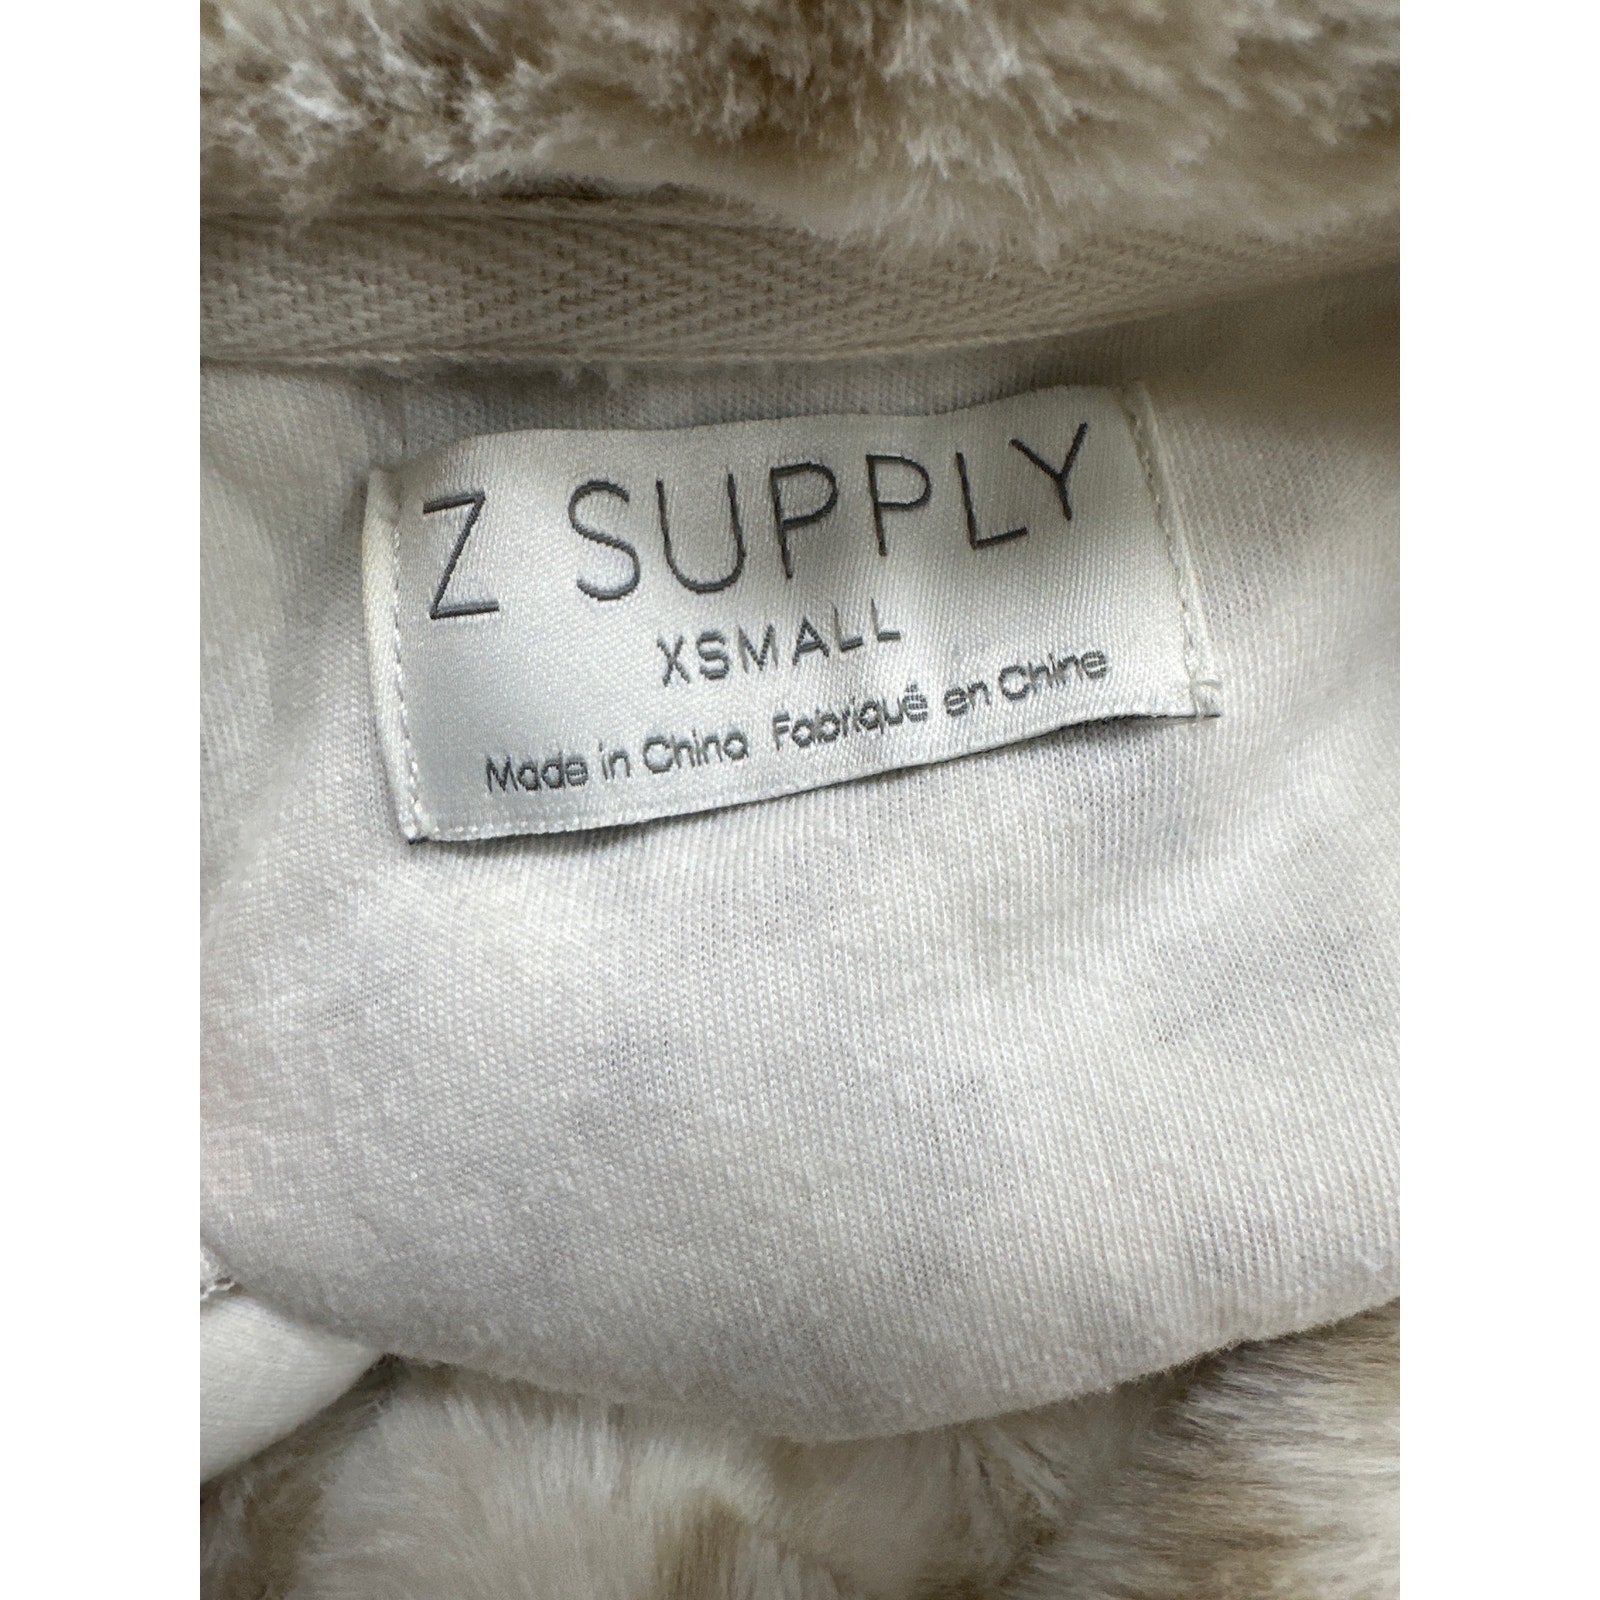 Z SUPPLY
XSMALL
Made in China Fabriqué en Chine